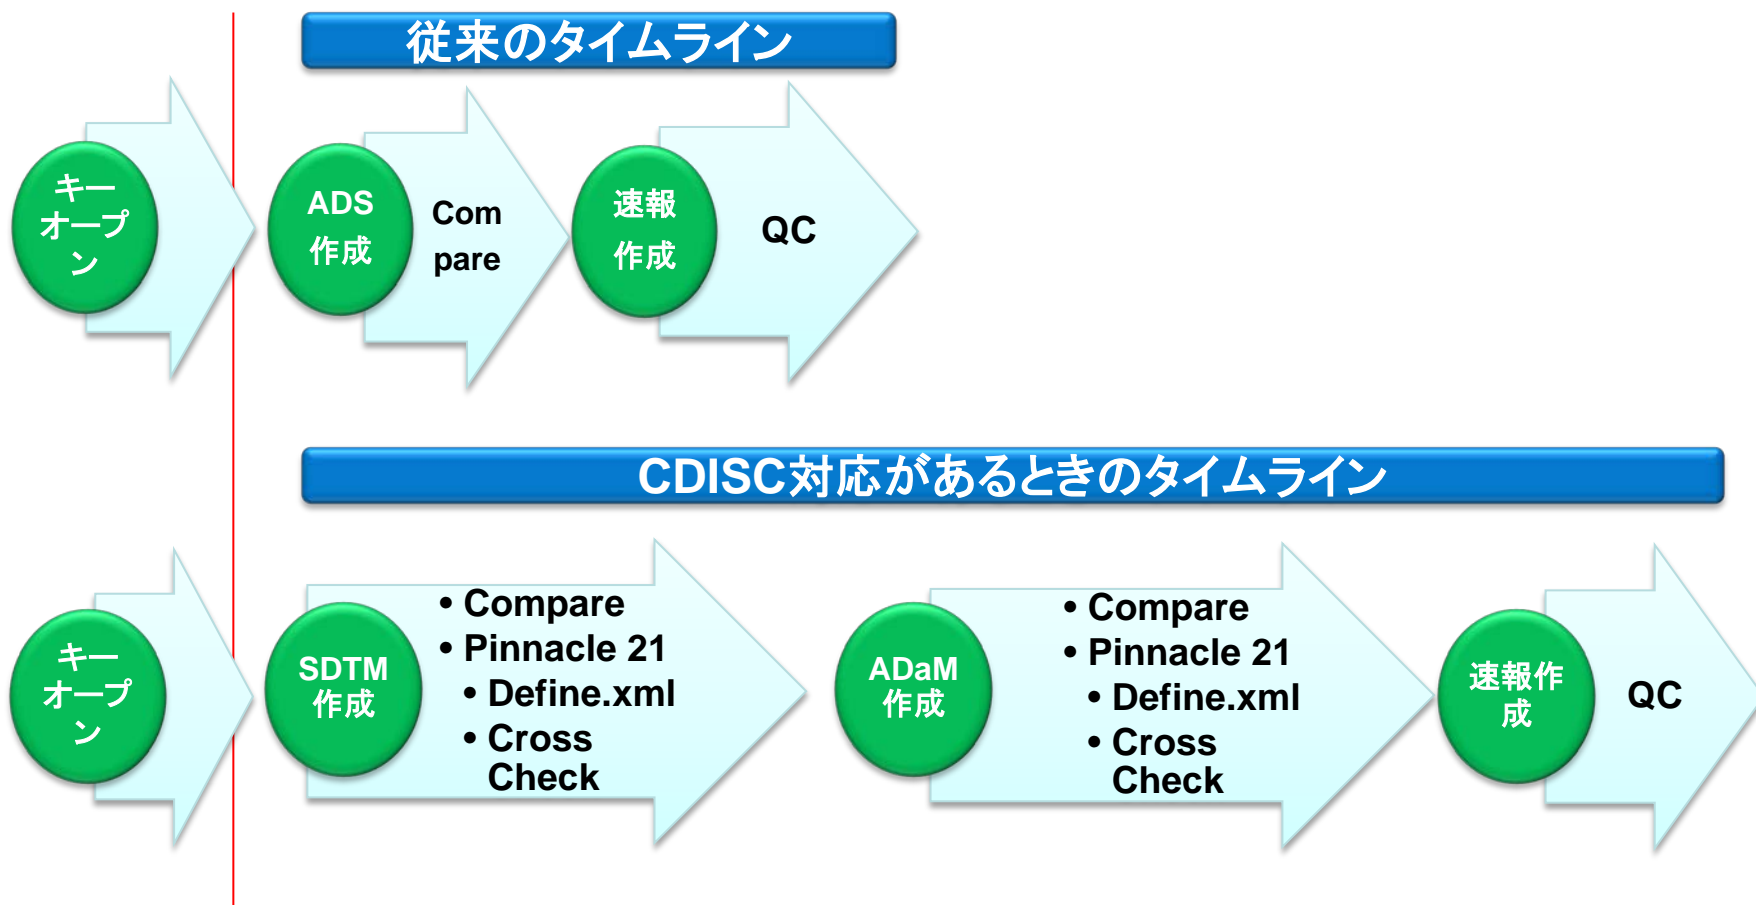 従来のタイムライン
キー
オープ
ン
ADS
作成
Com
pare
速報
作成
QC
CDISC対応があるときのタイムライン
キー
オープ
ン
SDTM
作成
• Compare
• Pinnacle 21
• Define.xml
• Cross
Check
ADaM
作成
• Compare
• Pinnacle 21
• Define.xml
• Cross
Check
速報作
成
QC